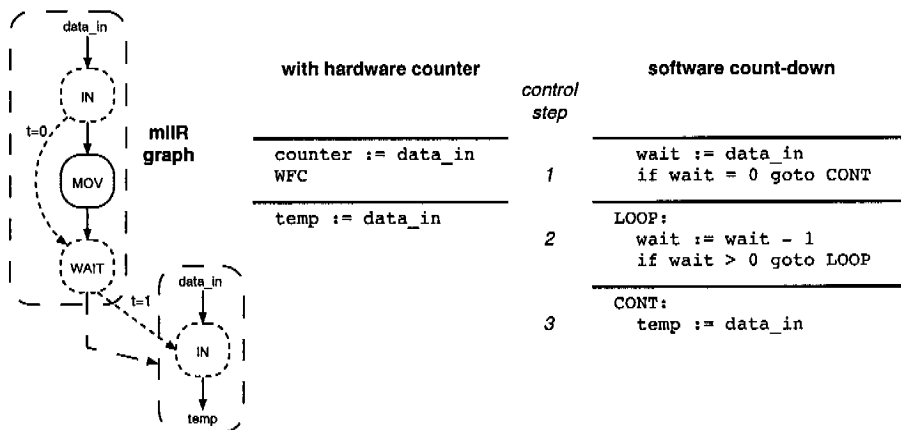 data_in
IN
t=0
MOV
WAIT
t=1
data_in
IN
temp
mIIR
graph
with hardware counter
control
step
software count-down
counter := data_in
WFC
1
wait := data_in
if wait = 0 goto CONT
temp := data_in
2
LOOP:
wait := wait - 1
if wait > 0 goto LOOP
3
CONT:
temp := data_in